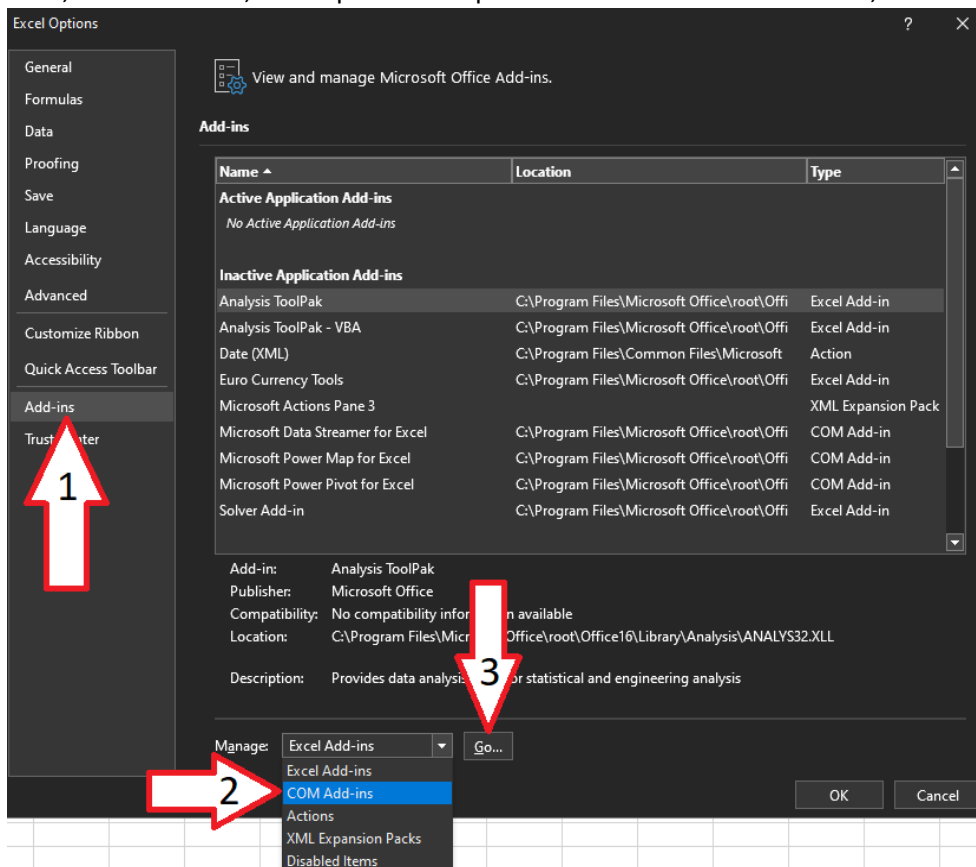 Excel Options
General
Formulas
Data
Proofing
Save
Language
Accessibility
Advanced
Customize Ribbon
Quick Access Toolbar
Add-ins
1
View and manage Microsoft Office Add-ins.
Add-ins
Name Location Type
Active Application Add-ins
No Active Application Add-ins
Inactive Application Add-ins
Analysis ToolPak C:\Program Files\Microsoft Office\root\Offi Excel Add-in
Analysis ToolPak - VBA C:\Program Files\Microsoft Office\root\Offi Excel Add-in
Date (XML) C:\Program Files\Common Files\Microsoft Action
Euro Currency Tools C:\Program Files\Microsoft Office\root\Offi Excel Add-in
Microsoft Actions Pane 3 XML Expansion Pack
Microsoft Data Streamer for Excel C:\Program Files\Microsoft Office\root\Offi COM Add-in
Microsoft Power Map for Excel C:\Program Files\Microsoft Office\root\Offi COM Add-in
Microsoft Power Pivot for Excel C:\Program Files\Microsoft Office\root\Offi COM Add-in
Solver Add-in C:\Program Files\Microsoft Office\root\Offi Excel Add-in
Add-in: Analysis ToolPak
Publisher: Microsoft Office
Compatibility: No compatibility available
Location: Office\root\Office16\Library\Analysis\ANALYS32.XLL
Description: Provides data statistical and engineering analysis
3
Manage: Excel Add-ins Go...
Excel Add-ins
2
COM Add-ins
Actions
XML Expansion Packs
Disabled Items
OK Cancel